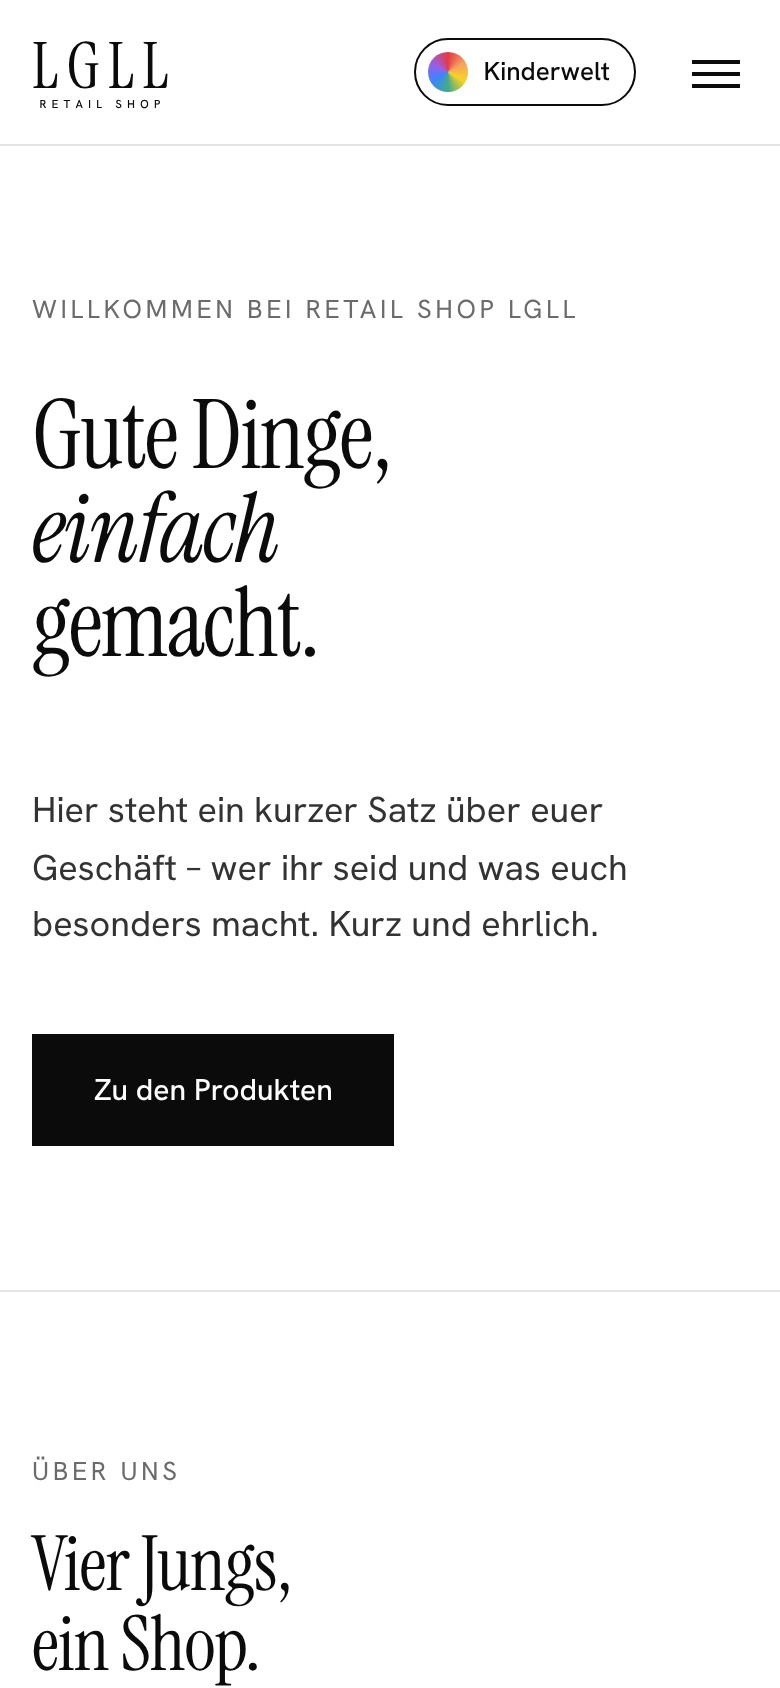 LGLL
RETAIL SHOP
Kinderwelt
WILLKOMMEN BEI RETAIL SHOP LGLL
Gute Dinge,
einfach
gemacht.
Hier steht ein kurzer Satz über euer
Geschäft – wer ihr seid und was euch
besonders macht. Kurz und ehrlich.
Zu den Produkten
ÜBER UNS
Vier Jungs,
ein Shop.